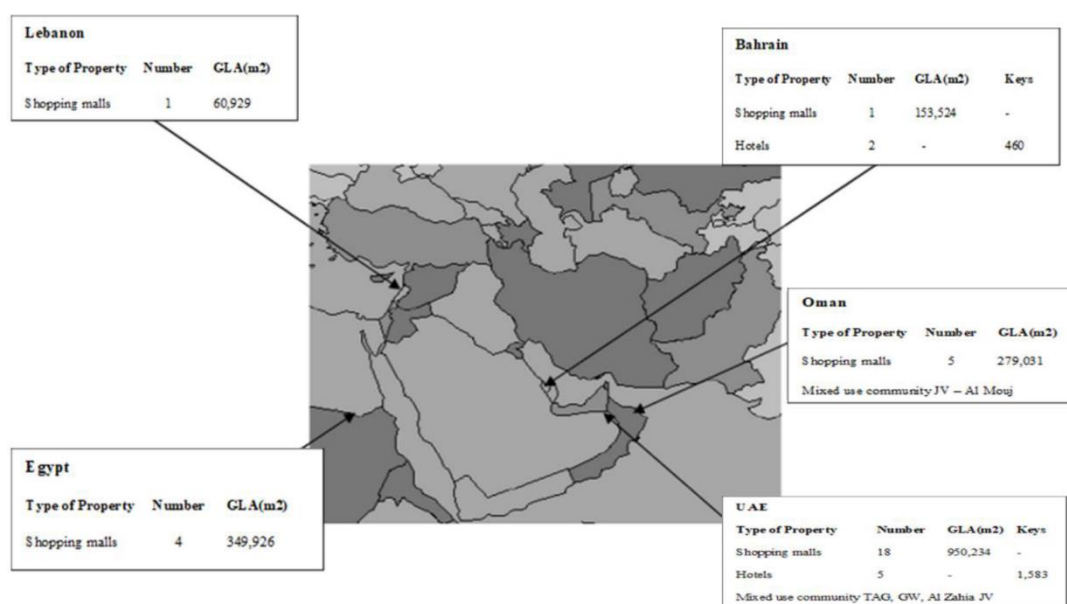 Lebanon
Type of Property Number GLA(m2)
Shopping malls 1 60,929
Bahrain
Type of Property Number GLA(m2) Keys
Shopping malls 1 153,524 -
Hotels 2 - 460
Oman
Type of Property Number GLA(m2)
Shopping malls 5 279,031
Mixed use community JV – Al Mouj
Egypt
Type of Property Number GLA(m2)
Shopping malls 4 349,926
UAE
Type of Property Number GLA(m2) Keys
Shopping malls 18 950,234 -
Hotels 5 - 1,583
Mixed use community TAG, GW, Al Zahia JV